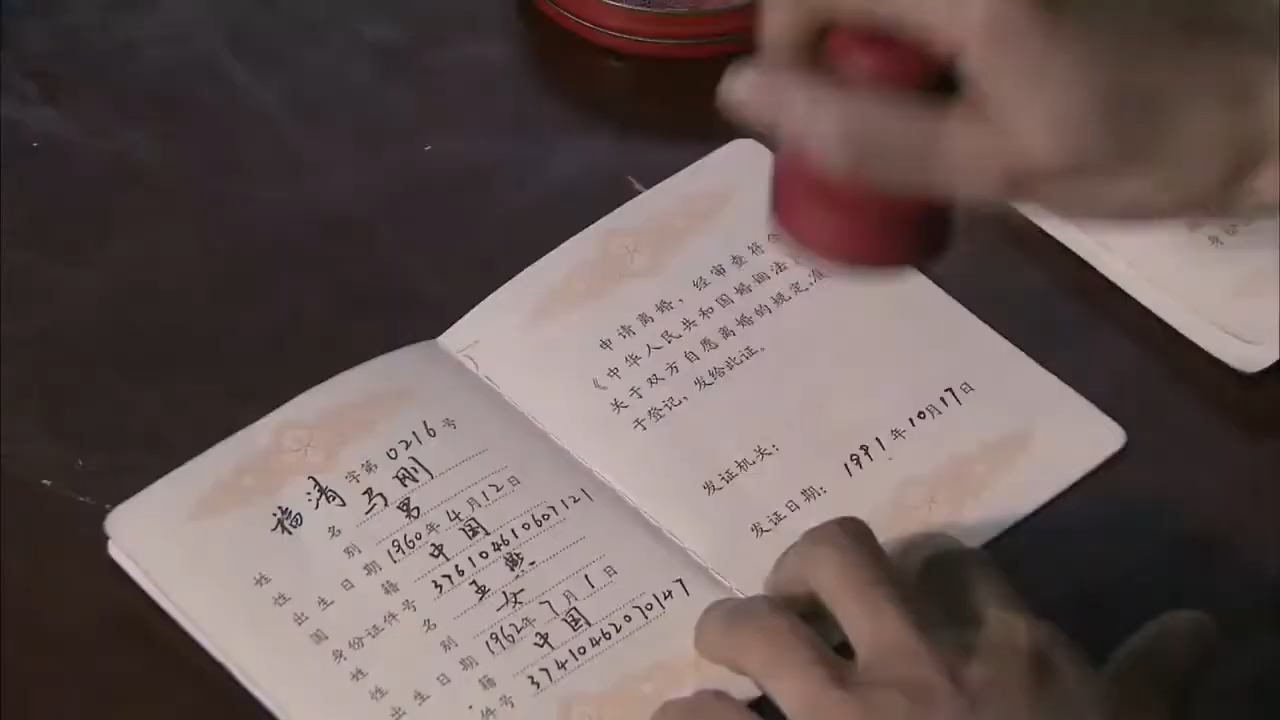 福清字第0216号
姓名 马刚
性别 男
出生日期 1960年4月12日
国籍 中国
身份证件号 376104610607121
姓名 王
性别 女
出生日期 1962年7月1日
籍 中国
件号 37410462070147
申请离婚，经审查符合
《中华人民共和国婚姻法》
关于双方自愿离婚的规定，准
于登记，发给此证。
发证机关：
发证日期： 1991年10月17日
身份